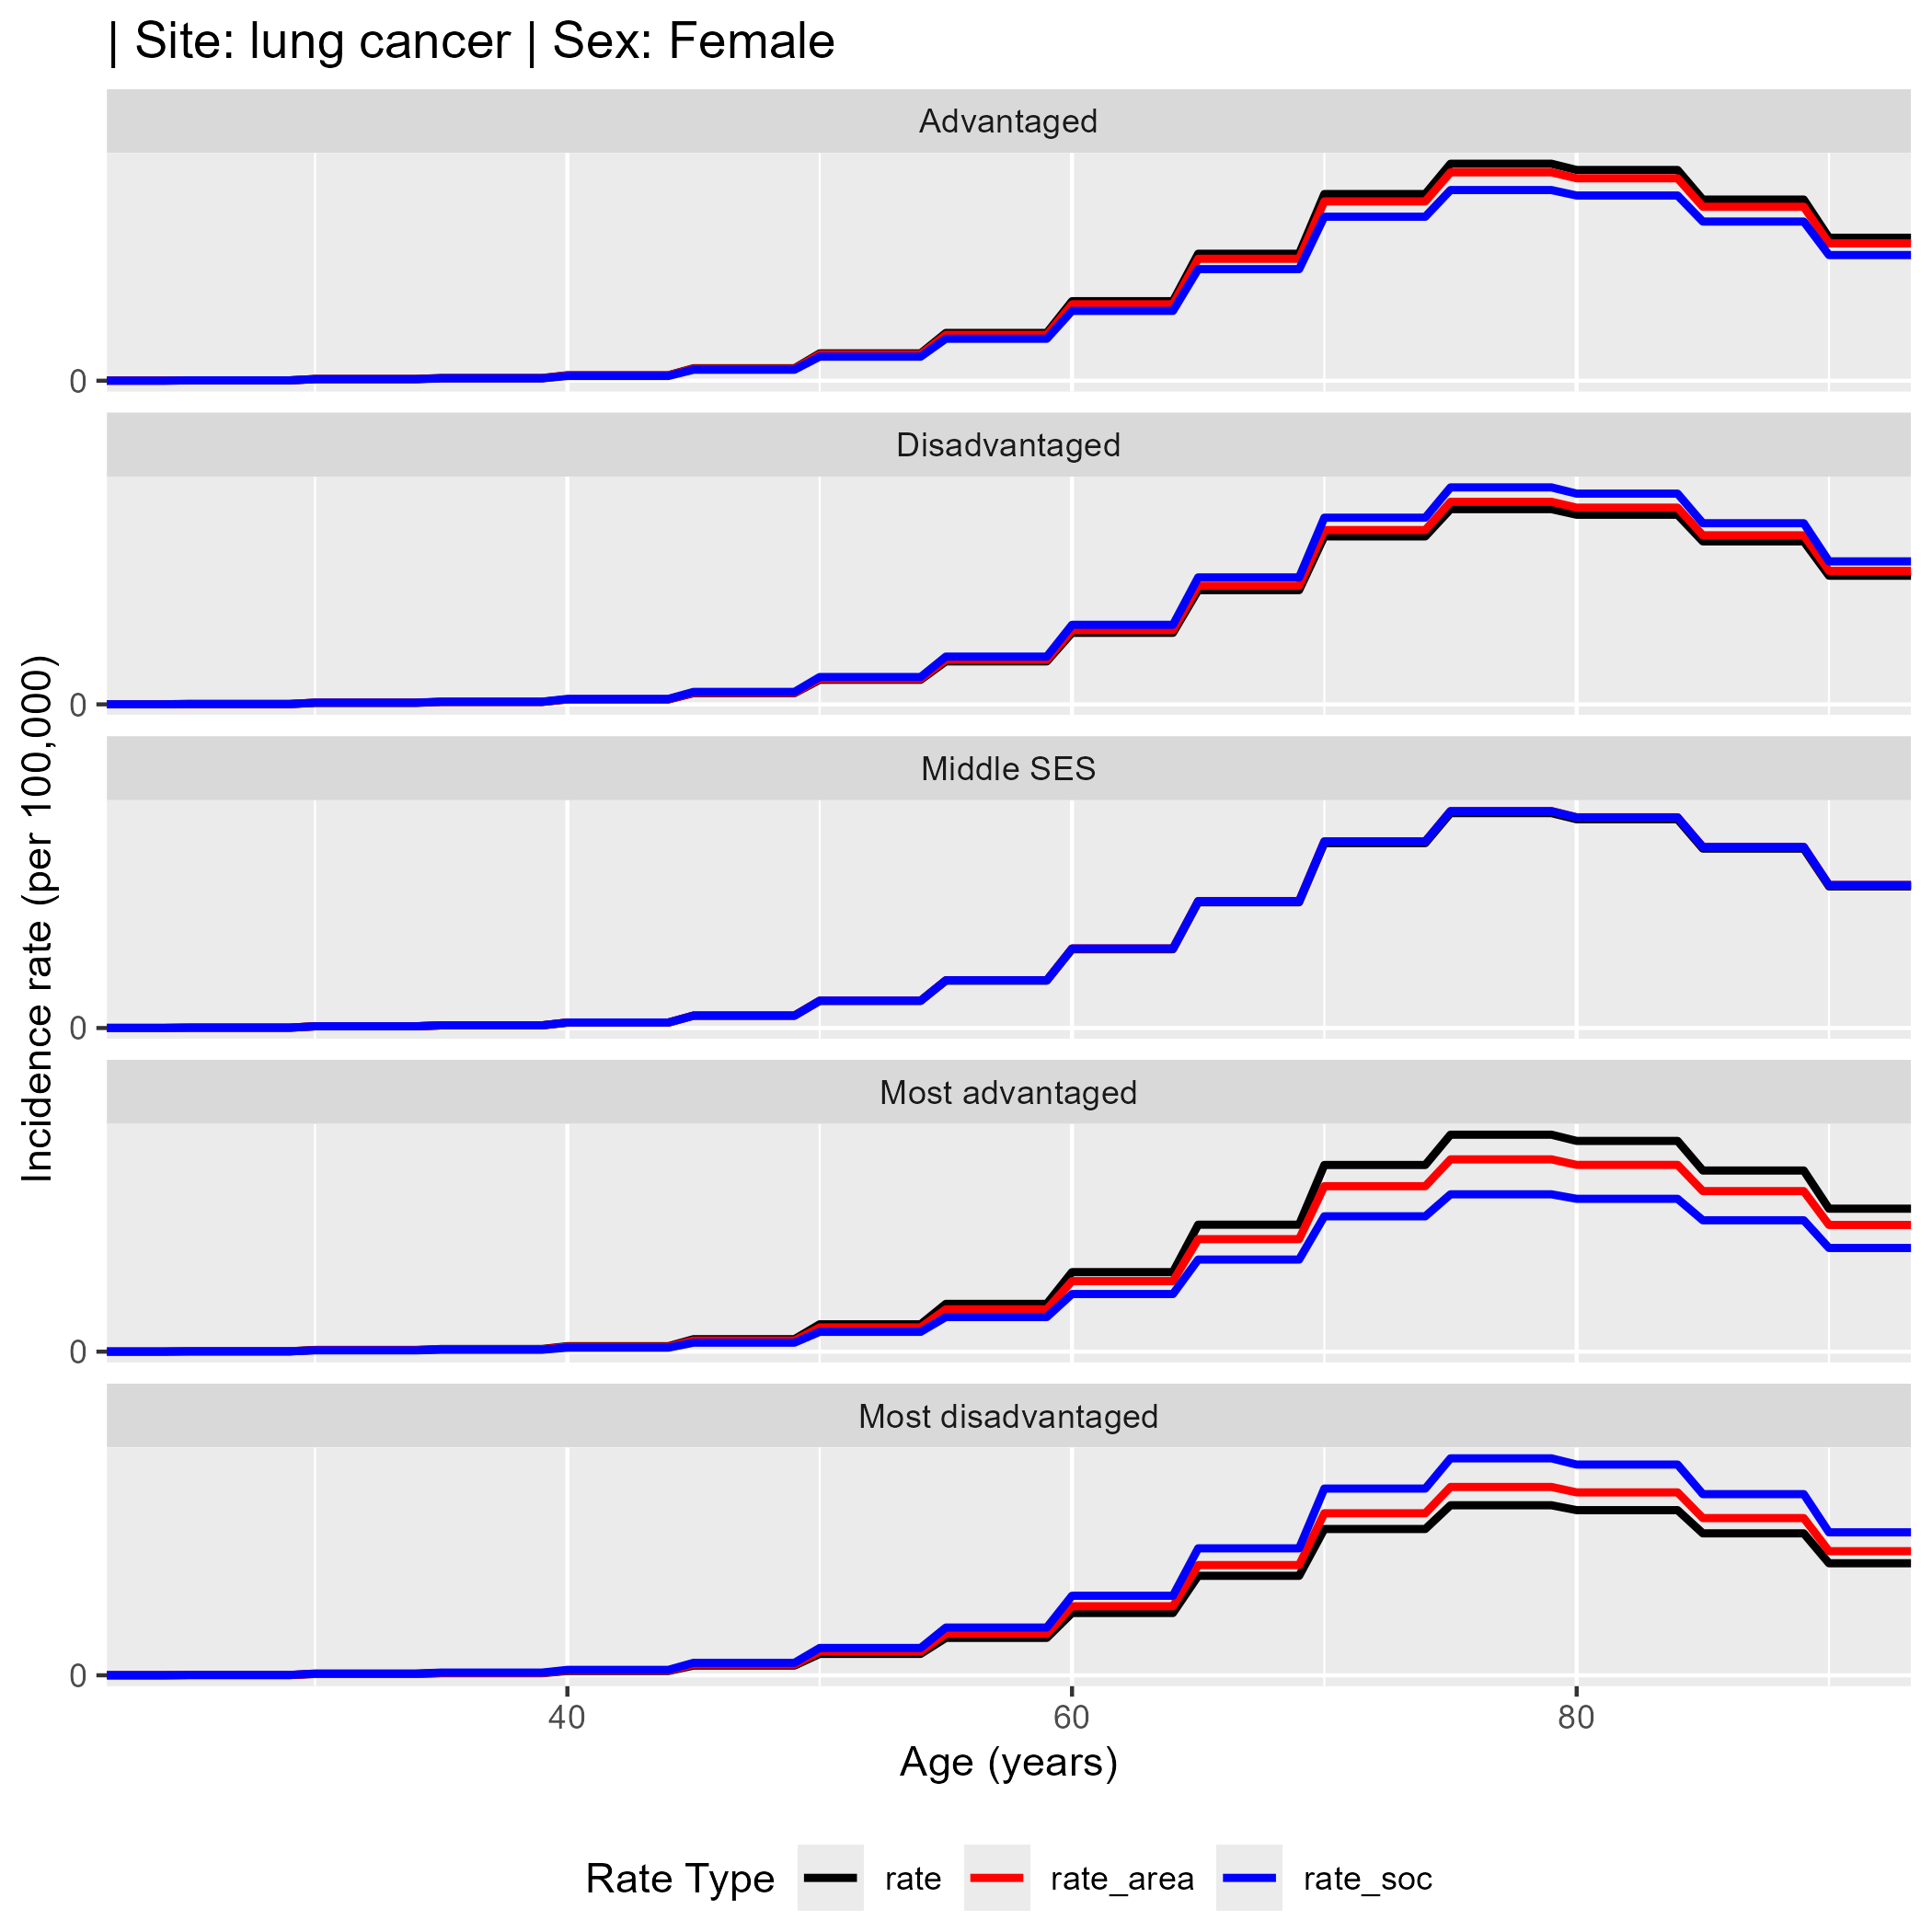 | Site: lung cancer | Sex: Female
Advantaged
0
Disadvantaged
0
Middle SES
0
Most advantaged
0
Most disadvantaged
0
Incidence rate (per 100,000)
40 60 80
Age (years)
Rate Type rate rate_area rate_soc